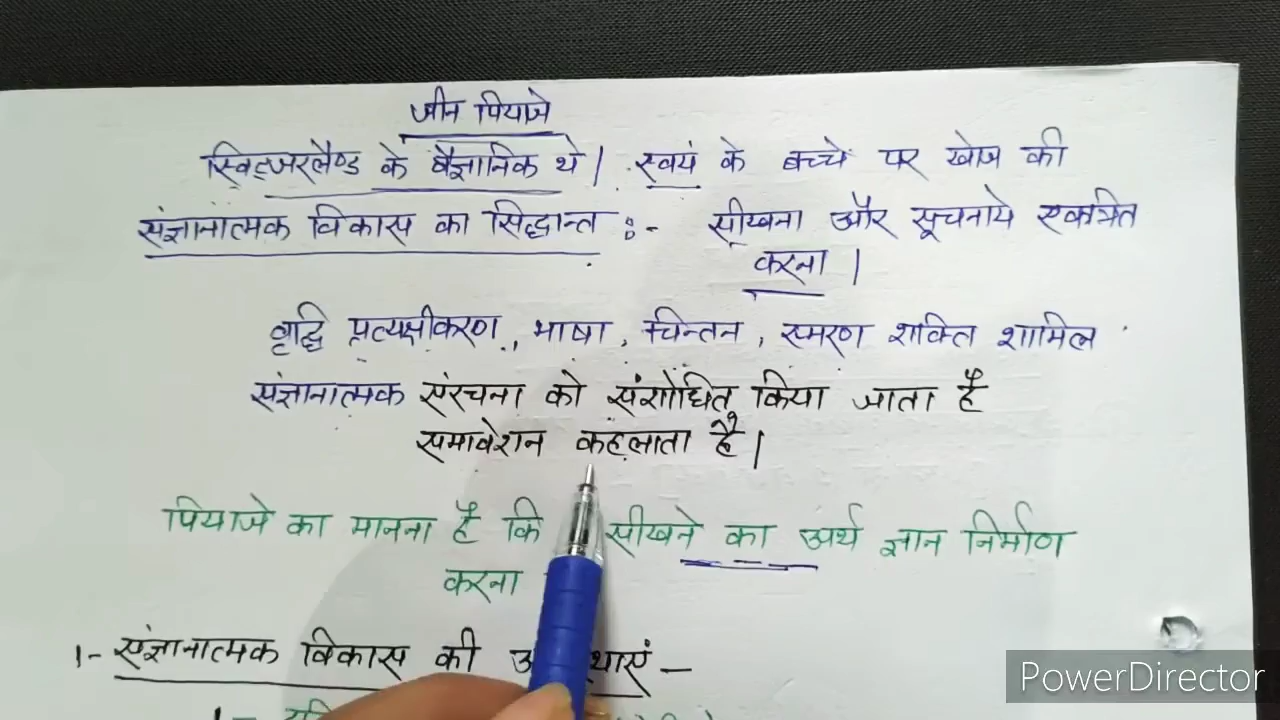 जीन पियाजे
स्विट्जरलैण्ड के वैज्ञानिक थे। स्वयं के बच्चे पर खोज की
संज्ञानात्मक विकास का सिद्धान्त :- सीखना और सूचनाये एकत्रित
करना।
वृद्धि प्रत्यक्षीकरण, भाषा, चिन्तन, स्मरण शक्ति शामिल
संज्ञानात्मक संरचना को संशोधित किया जाता है
समावेशन कहलाता है।
पियाजे का मानना है कि सीखने का अर्थ ज्ञान निर्माण
करना
1- संज्ञानात्मक विकास की -
1-
PowerDirector